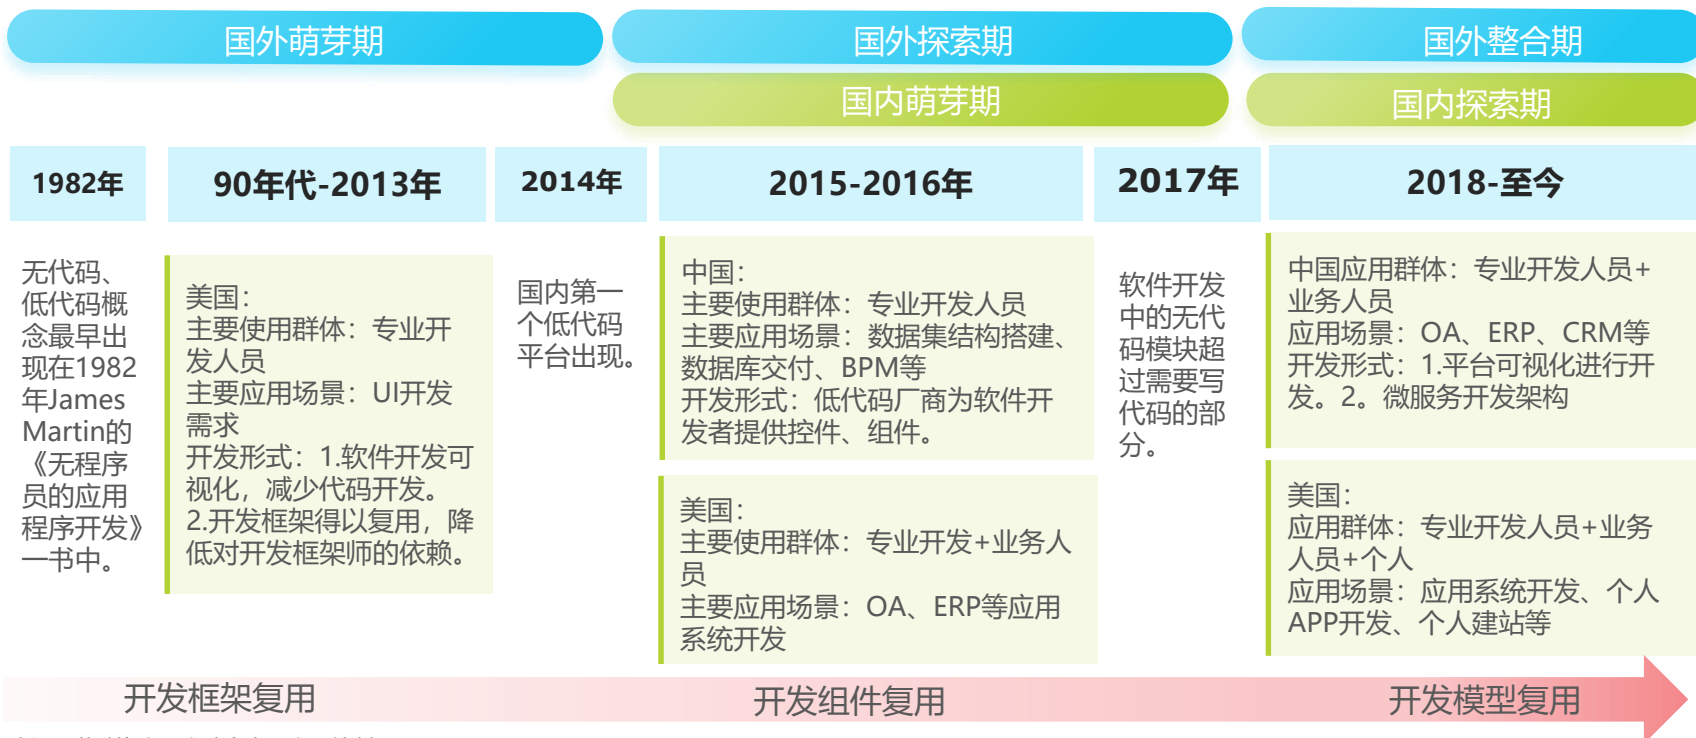 国外萌芽期
国外探索期
国外整合期
国内萌芽期
国内探索期
1982年
90年代-2013年
2014年
2015-2016年
2017年
2018-至今
无代码、
低代码概
念最早出
现在1982
年James
Martin的
《无程序
员的应用
程序开发》
一书中。
美国：
主要使用群体：专业开
发人员
主要应用场景：UI开发
需求
开发形式：1.软件开发可
视化，减少代码开发。
2.开发框架得以复用，降
低对开发框架师的依赖。
国内第一
个低代码
平台出现。
中国：
主要使用群体：专业开发人员
主要应用场景：数据集结构搭建、
数据库交付、BPM等
开发形式：低代码厂商为软件开
发者提供控件、组件。
美国：
主要使用群体：专业开发+业务人
员
主要应用场景：OA、ERP等应用
系统开发
软件开发
中的无代
码模块超
过需要写
代码的部
分。
中国应用群体：专业开发人员+
业务人员
应用场景：OA、ERP、CRM等
开发形式：1.平台可视化进行开
发。2。微服务开发架构
美国：
应用群体：专业开发人员+业务
人员+个人
应用场景：应用系统开发、个人
APP开发、个人建站等
开发框架复用
开发组件复用
开发模型复用